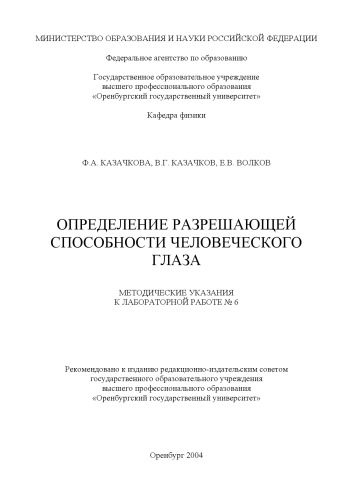 МИНИСТЕРСТВО ОБРАЗОВАНИЯ И НАУКИ РОССИЙСКОЙ ФЕДЕРАЦИИ
Федеральное агентство по образованию
Государственное образовательное учреждение
высшего профессионального образования
«Оренбургский государственный университет»
Кафедра физики
Ф.А. КАЗАЧКОВА, В.Г. КАЗАЧКОВ, Е.В. ВОЛКОВ
ОПРЕДЕЛЕНИЕ РАЗРЕШАЮЩЕЙ
СПОСОБНОСТИ ЧЕЛОВЕЧЕСКОГО
ГЛАЗА
МЕТОДИЧЕСКИЕ УКАЗАНИЯ
К ЛАБОРАТОРНОЙ РАБОТЕ № 6
Рекомендовано к изданию редакционно-издательским советом
государственного образовательного учреждения
высшего профессионального образования
«Оренбургский государственный университет»
Оренбург 2004